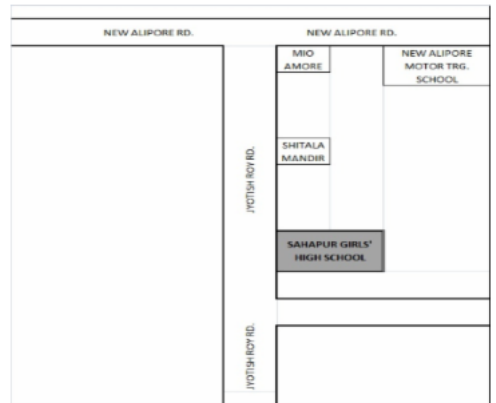 NEW ALIPORE RD.
NEW ALIPORE RD.
MIO
AMORE
NEW ALIPORE
MOTOR TRG.
SCHOOL
JYOTISH ROY RD.
SHITALA
MANDIR
SAHAPUR GIRLS'
HIGH SCHOOL
JYOTISH ROY RD.